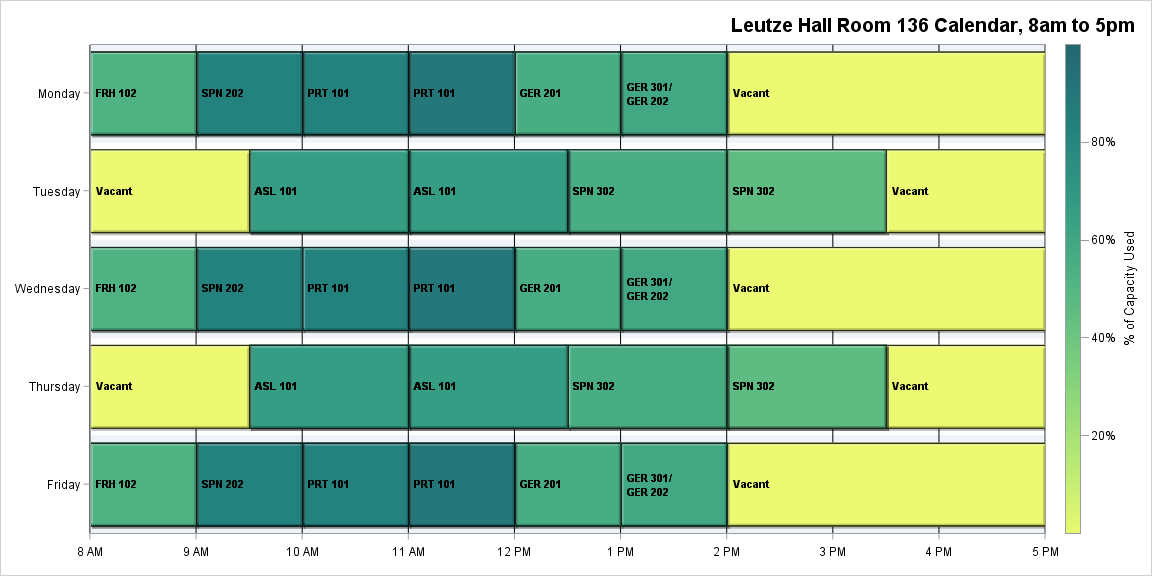 Leutze Hall Room 136 Calendar, 8am to 5pm
Monday
FRH 102
SPN 202
PRT 101
PRT 101
GER 201
GER 301/
GER 202
Vacant
Tuesday
Vacant
ASL 101
ASL 101
SPN 302
SPN 302
Vacant
Wednesday
FRH 102
SPN 202
PRT 101
PRT 101
GER 201
GER 301/
GER 202
Vacant
Thursday
Vacant
ASL 101
ASL 101
SPN 302
SPN 302
Vacant
Friday
FRH 102
SPN 202
PRT 101
PRT 101
GER 201
GER 301/
GER 202
Vacant
8 AM
9 AM
10 AM
11 AM
12 PM
1 PM
2 PM
3 PM
4 PM
5 PM
80%
60%
40%
20%
% of Capacity Used